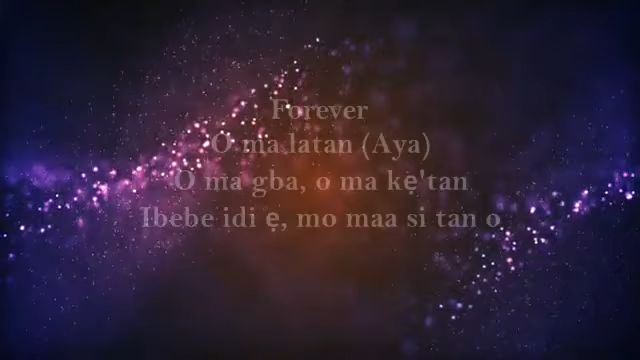 Forever
O ma latan (Aya)
O ma gba, o ma kẹ'tan
Ibebe idi ẹ, mo maa si tan o